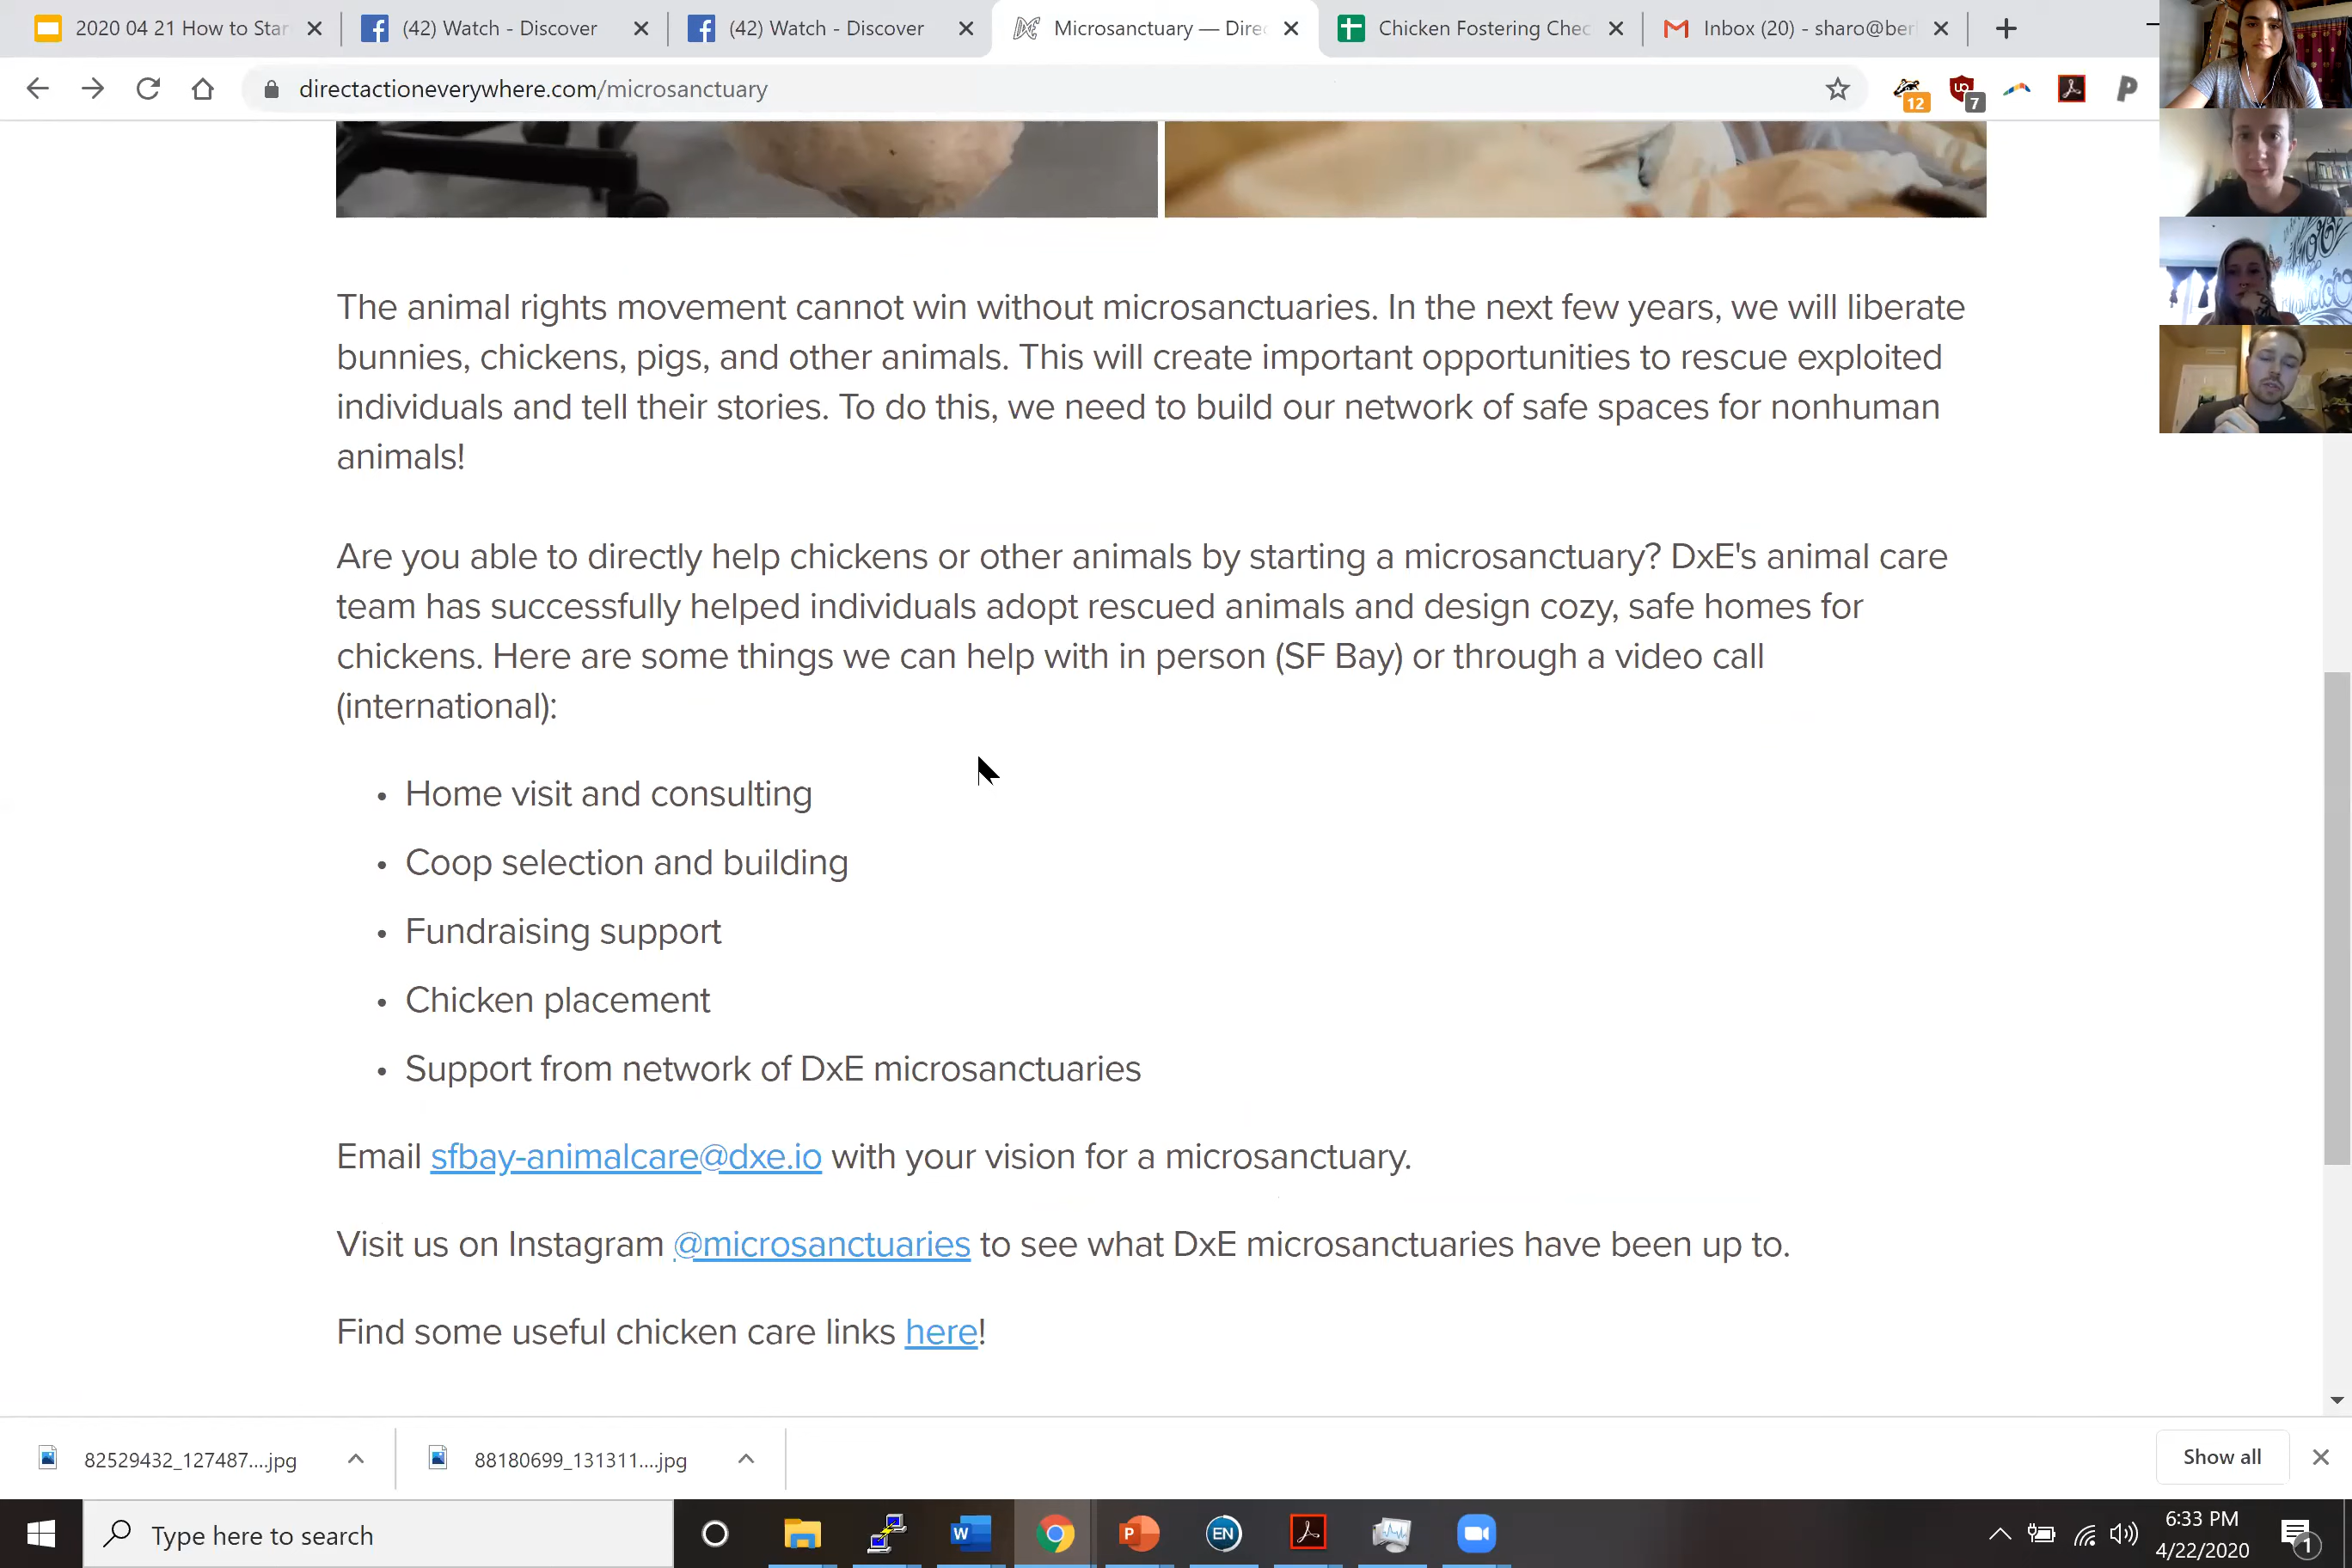 2020 04 21 How to Star
(42) Watch - Discover
(42) Watch - Discover
Microsanctuary — Direc
Chicken Fostering Chec
Inbox (20) - sharo@berl
directactioneverywhere.com/microsanctuary
12
7
The animal rights movement cannot win without microsanctuaries. In the next few years, we will liberate
bunnies, chickens, pigs, and other animals. This will create important opportunities to rescue exploited
individuals and tell their stories. To do this, we need to build our network of safe spaces for nonhuman
animals!
Are you able to directly help chickens or other animals by starting a microsanctuary? DxE's animal care
team has successfully helped individuals adopt rescued animals and design cozy, safe homes for
chickens. Here are some things we can help with in person (SF Bay) or through a video call
(international):
• Home visit and consulting
• Coop selection and building
• Fundraising support
• Chicken placement
• Support from network of DxE microsanctuaries
Email sfbay-animalcare@dxe.io with your vision for a microsanctuary.
Visit us on Instagram @microsanctuaries to see what DxE microsanctuaries have been up to.
Find some useful chicken care links here!
82529432_127487....jpg
88180699_131311....jpg
Show all
Type here to search
EN
6:33 PM
4/22/2020
1